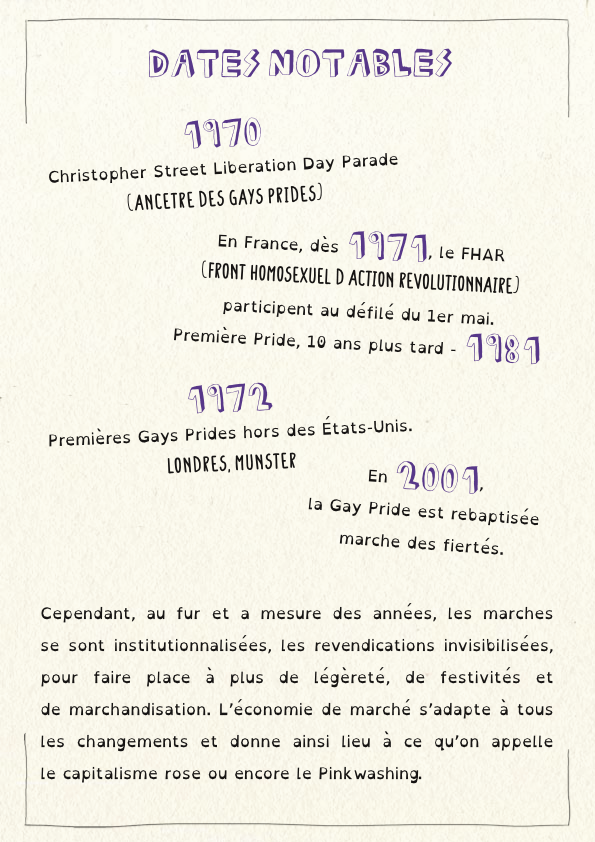 DATES NOTABLES
1970
Christopher Street Liberation Day Parade
(ANCETRE DES GAYS PRIDES)
En France, dès 1971, le FHAR
(FRONT HOMOSEXUEL D ACTION REVOLUTIONNAIRE)
participent au défilé du 1er mai.
Première Pride, 10 ans plus tard - 1981
1972
Premières Gays Prides hors des États-Unis.
LONDRES, MUNSTER
En 2001,
la Gay Pride est rebaptisée
marche des fiertés.
Cependant, au fur et a mesure des années, les marches
se sont institutionnalisées, les revendications invisibilisées,
pour faire place à plus de légèreté, de festivités et
de marchandisation. L'économie de marché s'adapte à tous
les changements et donne ainsi lieu à ce qu'on appelle
le capitalisme rose ou encore le Pinkwashing.